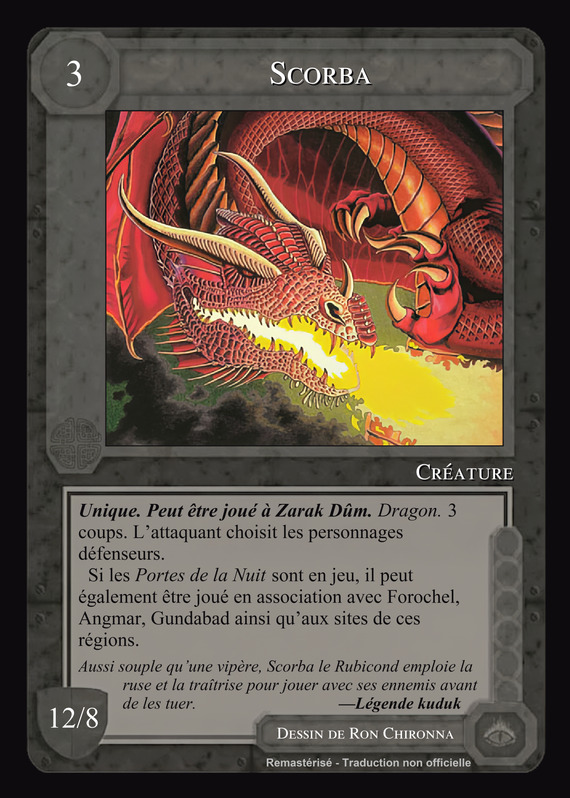 3
Scorba
Créature
Unique. Peut être joué à Zarak Dûm. Dragon. 3
coups. L'attaquant choisit les personnages
défenseurs.
Si les Portes de la Nuit sont en jeu, il peut
également être joué en association avec Forochel,
Angmar, Gundabad ainsi qu'aux sites de ces
régions.
Aussi souple qu'une vipère, Scorba le Rubicond emploie la
ruse et la traîtrise pour jouer avec ses ennemis avant
de les tuer. —Légende kuduk
12/8
Dessin de Ron Chironna
Remastérisé - Traduction non officielle